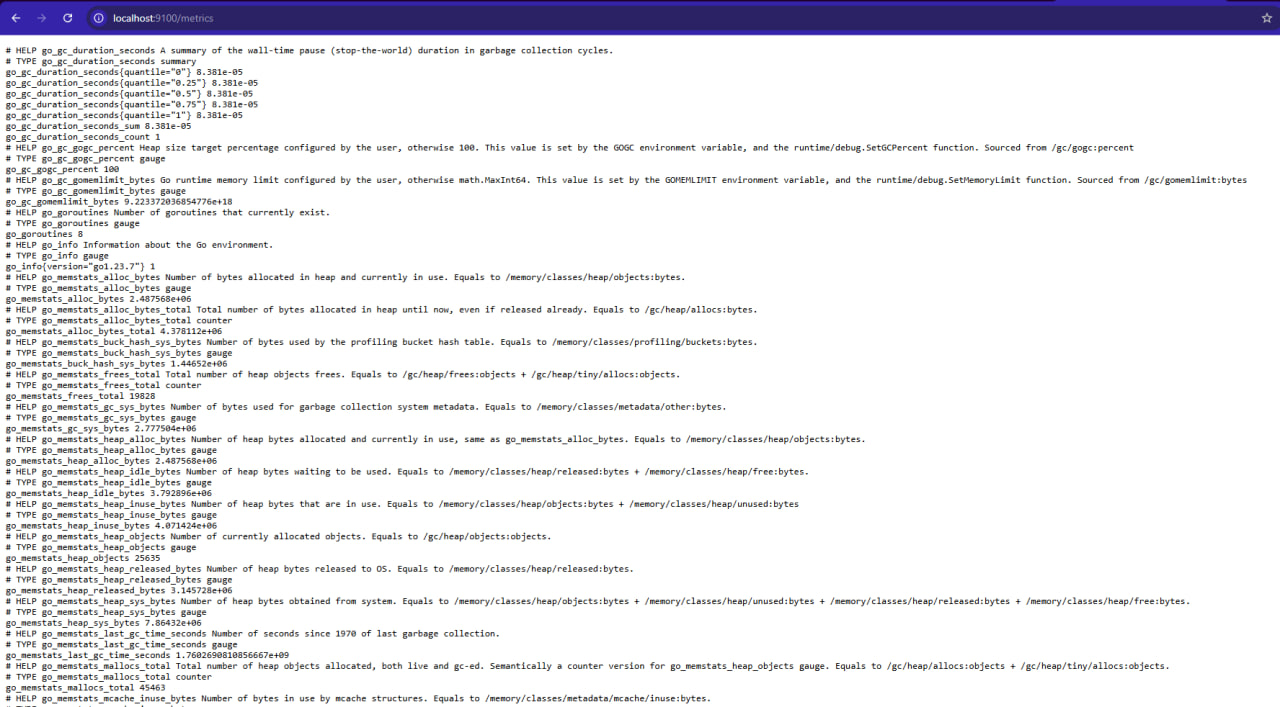 localhost:9100/metrics
# HELP go_gc_duration_seconds A summary of the wall-time pause (stop-the-world) duration in garbage collection cycles.
# TYPE go_gc_duration_seconds summary
go_gc_duration_seconds{quantile="0"} 8.381e-05
go_gc_duration_seconds{quantile="0.25"} 8.381e-05
go_gc_duration_seconds{quantile="0.5"} 8.381e-05
go_gc_duration_seconds{quantile="0.75"} 8.381e-05
go_gc_duration_seconds{quantile="1"} 8.381e-05
go_gc_duration_seconds_sum 8.381e-05
go_gc_duration_seconds_count 1
# HELP go_gc_gogc_percent Heap size target percentage configured by the user, otherwise 100. This value is set by the GOGC environment variable, and the runtime/debug.SetGCPercent function. Sourced from /gc/gogc:percent
# TYPE go_gc_gogc_percent gauge
go_gc_gogc_percent 100
# HELP go_gc_gomemlimit_bytes Go runtime memory limit configured by the user, otherwise math.MaxInt64. This value is set by the GOMEMLIMIT environment variable, and the runtime/debug.SetMemoryLimit function. Sourced from /gc/gomemlimit:bytes
# TYPE go_gc_gomemlimit_bytes gauge
go_gc_gomemlimit_bytes 9.223372036854776e+18
# HELP go_goroutines Number of goroutines that currently exist.
# TYPE go_goroutines gauge
go_goroutines 8
# HELP go_info Information about the Go environment.
# TYPE go_info gauge
go_info{version="go1.23.7"} 1
# HELP go_memstats_alloc_bytes Number of bytes allocated in heap and currently in use. Equals to /memory/classes/heap/objects:bytes.
# TYPE go_memstats_alloc_bytes gauge
go_memstats_alloc_bytes 2.487568e+06
# HELP go_memstats_alloc_bytes_total Total number of bytes allocated in heap until now, even if released already. Equals to /gc/heap/allocs:bytes.
# TYPE go_memstats_alloc_bytes_total counter
go_memstats_alloc_bytes_total 4.378112e+06
# HELP go_memstats_buck_hash_sys_bytes Number of bytes used by the profiling bucket hash table. Equals to /memory/classes/profiling/buckets:bytes.
# TYPE go_memstats_buck_hash_sys_bytes gauge
go_memstats_buck_hash_sys_bytes 1.44652e+06
# HELP go_memstats_frees_total Total number of heap objects frees. Equals to /gc/heap/frees:objects + /gc/heap/tiny/allocs:objects.
# TYPE go_memstats_frees_total counter
go_memstats_frees_total 19828
# HELP go_memstats_gc_sys_bytes Number of bytes used for garbage collection system metadata. Equals to /memory/classes/metadata/other:bytes.
# TYPE go_memstats_gc_sys_bytes gauge
go_memstats_gc_sys_bytes 2.777504e+06
# HELP go_memstats_heap_alloc_bytes Number of heap bytes allocated and currently in use, same as go_memstats_alloc_bytes. Equals to /memory/classes/heap/objects:bytes.
# TYPE go_memstats_heap_alloc_bytes gauge
go_memstats_heap_alloc_bytes 2.487568e+06
# HELP go_memstats_heap_idle_bytes Number of heap bytes waiting to be used. Equals to /memory/classes/heap/released:bytes + /memory/classes/heap/free:bytes.
# TYPE go_memstats_heap_idle_bytes gauge
go_memstats_heap_idle_bytes 3.792896e+06
# HELP go_memstats_heap_inuse_bytes Number of heap bytes that are in use. Equals to /memory/classes/heap/objects:bytes + /memory/classes/heap/unused:bytes
# TYPE go_memstats_heap_inuse_bytes gauge
go_memstats_heap_inuse_bytes 4.071424e+06
# HELP go_memstats_heap_objects Number of currently allocated objects. Equals to /gc/heap/objects:objects.
# TYPE go_memstats_heap_objects gauge
go_memstats_heap_objects 25635
# HELP go_memstats_heap_released_bytes Number of heap bytes released to OS. Equals to /memory/classes/heap/released:bytes.
# TYPE go_memstats_heap_released_bytes gauge
go_memstats_heap_released_bytes 3.145728e+06
# HELP go_memstats_heap_sys_bytes Number of heap bytes obtained from system. Equals to /memory/classes/heap/objects:bytes + /memory/classes/heap/unused:bytes + /memory/classes/heap/released:bytes + /memory/classes/heap/free:bytes.
# TYPE go_memstats_heap_sys_bytes gauge
go_memstats_heap_sys_bytes 7.86432e+06
# HELP go_memstats_last_gc_time_seconds Number of seconds since 1970 of last garbage collection.
# TYPE go_memstats_last_gc_time_seconds gauge
go_memstats_last_gc_time_seconds 1.7602690810856667e+09
# HELP go_memstats_mallocs_total Total number of heap objects allocated, both live and gc-ed. Semantically a counter version for go_memstats_heap_objects gauge. Equals to /gc/heap/allocs:objects + /gc/heap/tiny/allocs:objects.
# TYPE go_memstats_mallocs_total counter
go_memstats_mallocs_total 45463
# HELP go_memstats_mcache_inuse_bytes Number of bytes in use by mcache structures. Equals to /memory/classes/metadata/mcache/inuse:bytes.